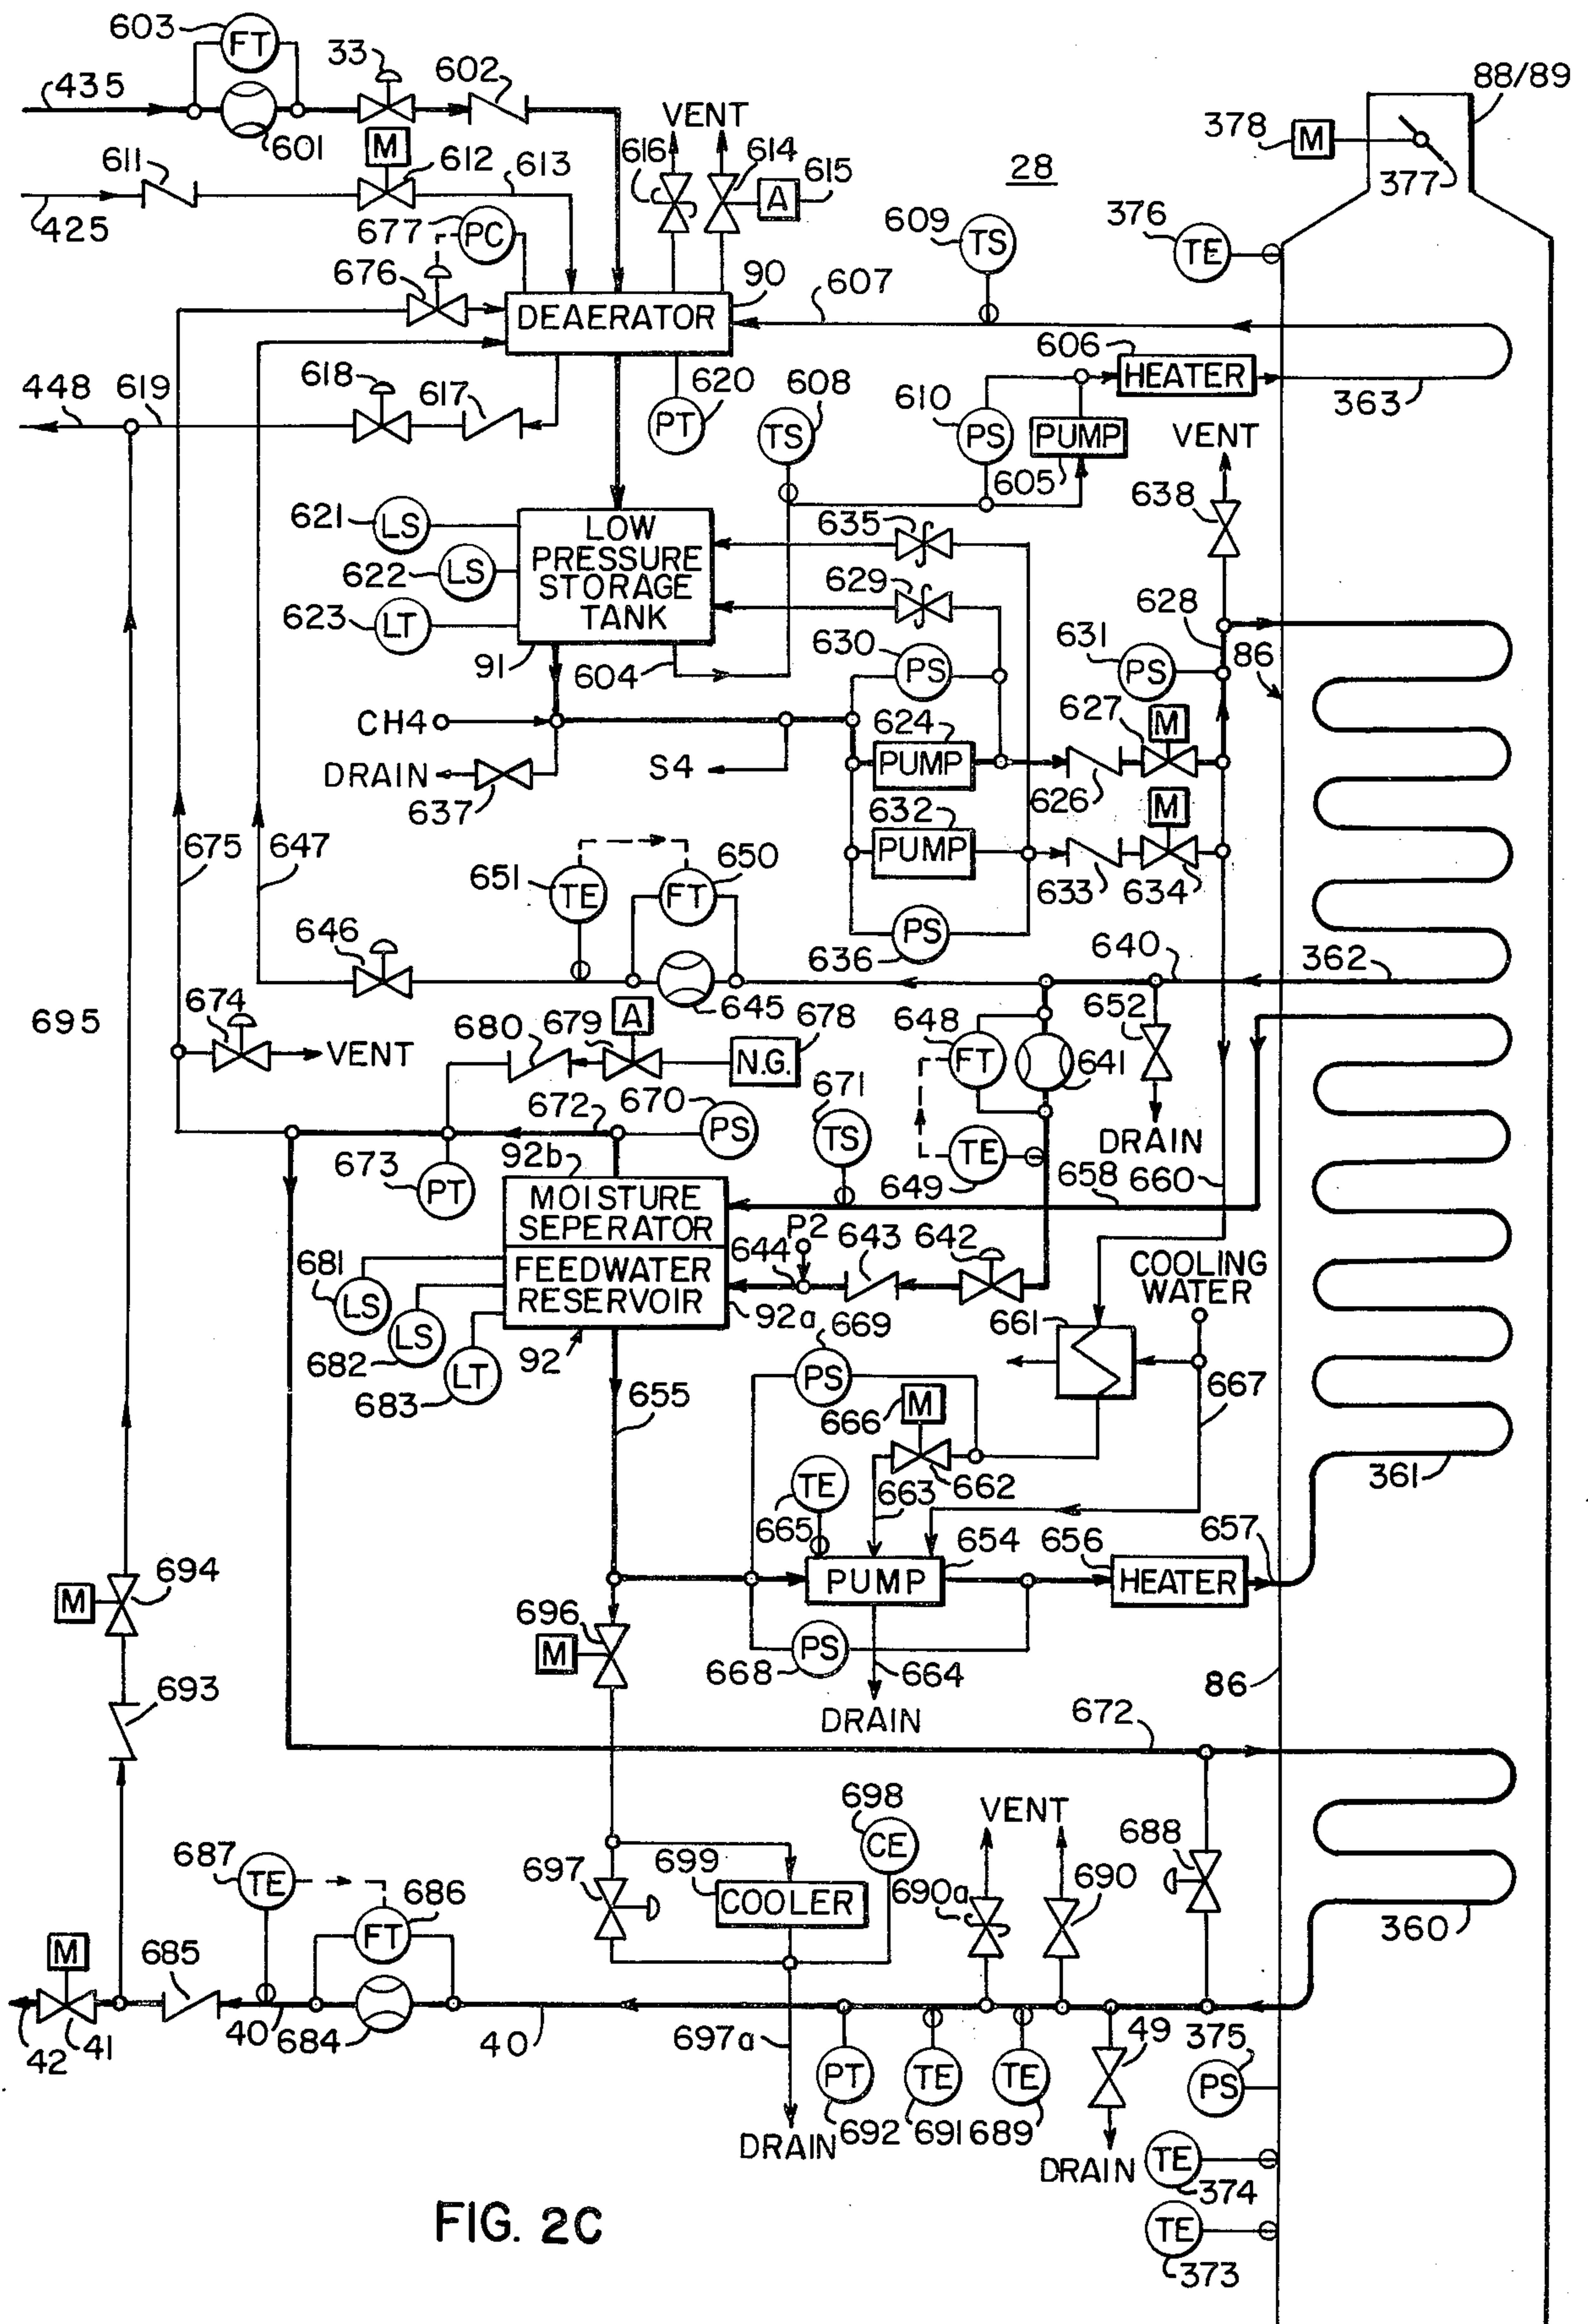 603
FT
33
602
88/89
435
VENT
378
M
601
M
616
614
611
612
613
28
A
615
377
425
677
PC
609
TS
376
TE
676
90
607
DEAERATOR
606
448
619
618
617
620
608
610
HEATER
363
PT
TS
PS
PUMP
VENT
605
638
621
LS
LOW
PRESSURE
STORAGE
TANK
635
622
LS
629
623
LT
628
630
631
86
91
604
PS
PS
627
CH4
624
M
PUMP
S4
DRAIN
637
626
632
M
675
647
PUMP
651
650
633
634
TE
FT
646
PS
636
640
362
645
674
A
652
695
680
679
678
648
VENT
N.G.
FT
641
671
672
670
PS
TS
DRAIN
92b
TE
673
PT
649
658
660
MOISTURE
SEPERATOR
P2
644
643
642
COOLING
WATER
681
FEEDWATER
RESERVOIR
LS
92a
661
LS
669
682
92
LT
PS
683
655
666
M
667
TE
663
662
361
665
657
654
656
694
PUMP
HEATER
M
696
M
PS
668
664
693
86
DRAIN
672
698
VENT
CE
688
687
697
699
690a
690
TE
686
COOLER
360
FT
M
685
40
684
40
697a
49
375
42
41
PS
PT
TE
TE
692
691
689
DRAIN
DRAIN
TE
374
TE
373
FIG. 2C